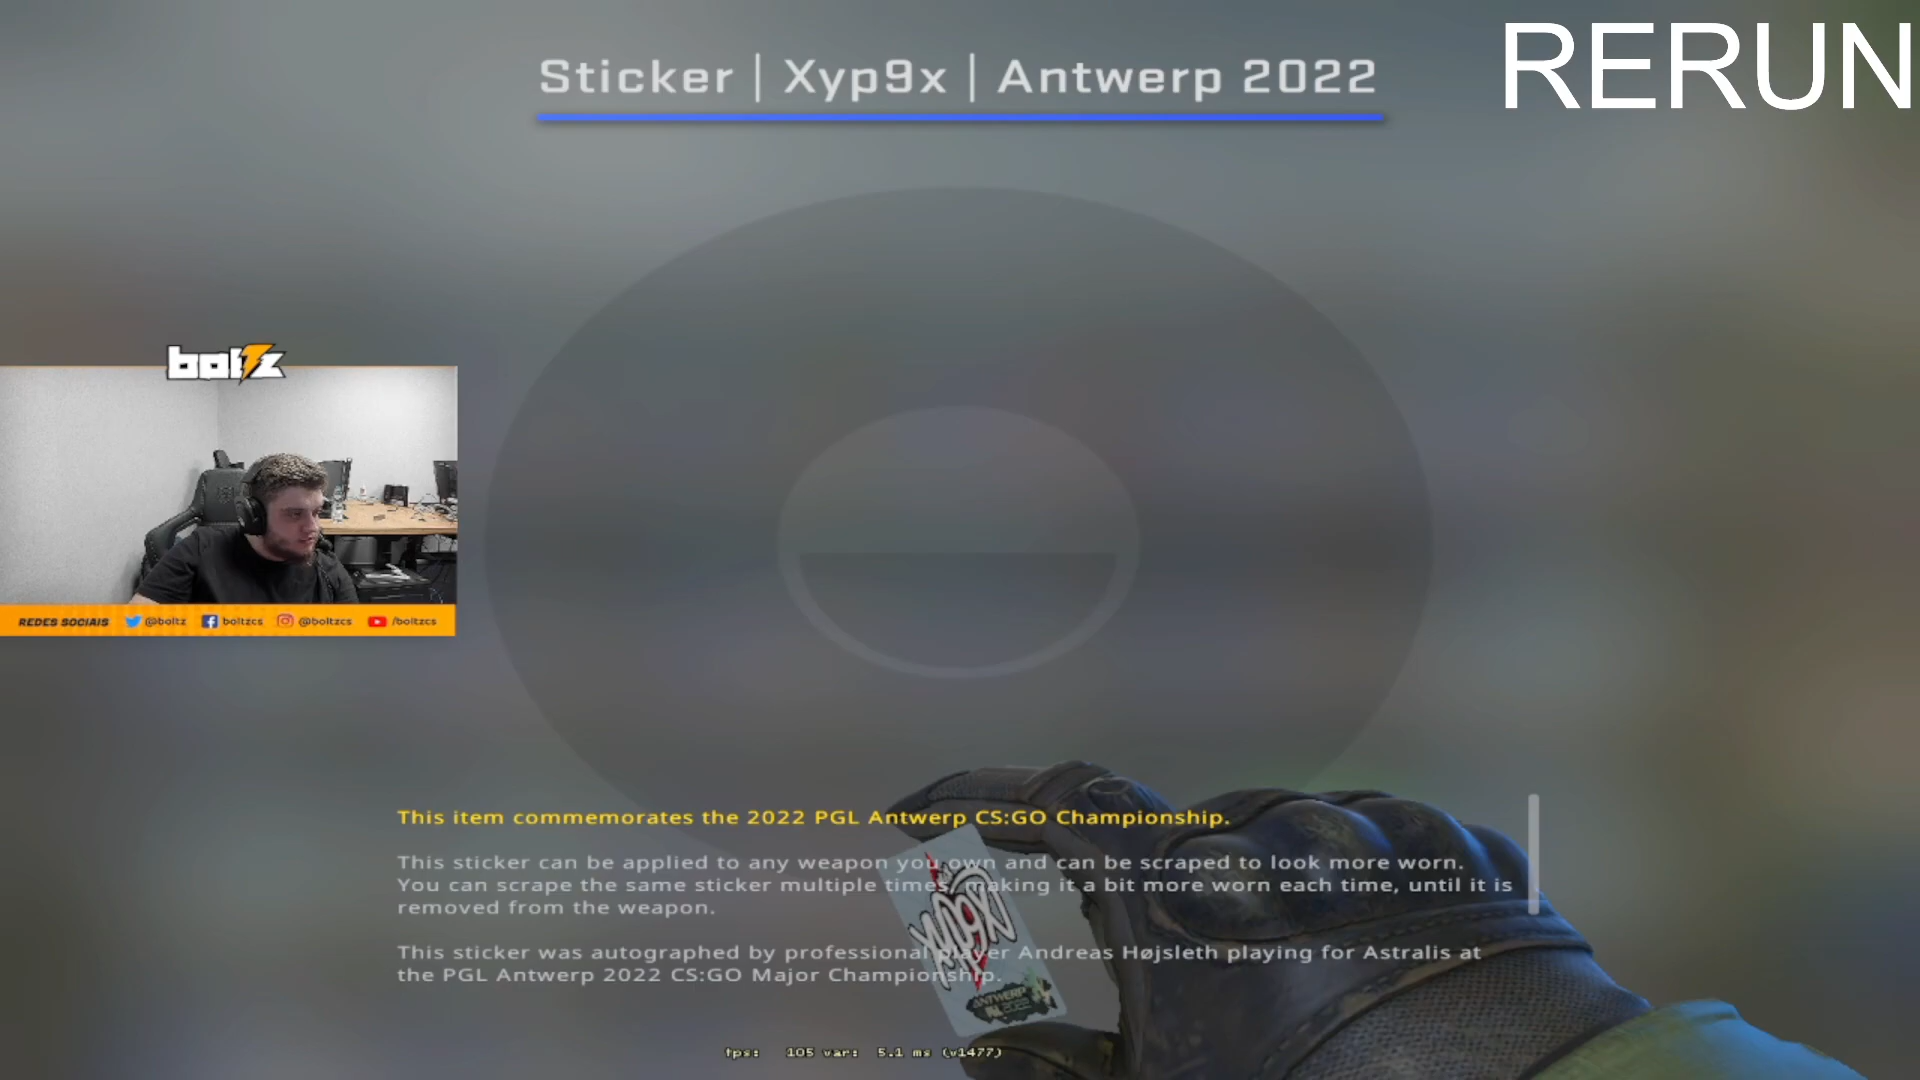 RERUN
Sticker | Xyp9x | Antwerp 2022
boltz
REDES SOCIAIS @boltz boltzcs @boltzcs /boltzcs
This item commemorates the 2022 PGL Antwerp CS:GO Championship.
This sticker can be applied to any weapon you own and can be scraped to look more worn.
You can scrape the same sticker multiple times, making it a bit more worn each time, until it is
removed from the weapon.
This sticker was autographed by professional player Andreas Højsleth playing for Astralis at
the PGL Antwerp 2022 CS:GO Major Championship.
Xyp9x
ANTWERP
PGL 2022
fps: 105 var: 5.1 ms (v1477)